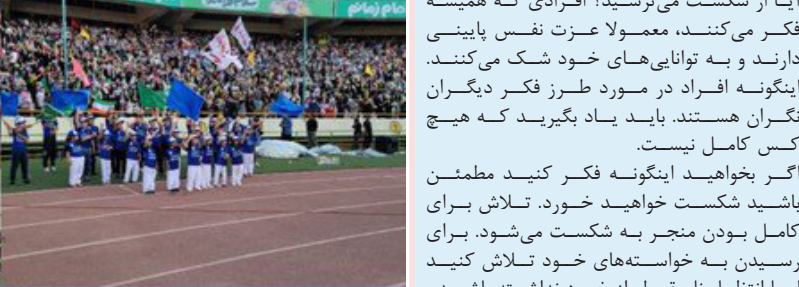 آیا از شکست می‌ترسید؟ افرادی که همیشه
فکر می‌کنند، معمولا عزت نفس پایینی
دارند و به توانایی‌های خود شک می‌کنند.
اینگونه افراد در مورد طرز فکر دیگران
نگران هستند. باید یاد بگیرید که هیچ
کس کامل نیست.
اگر بخواهید اینگونه فکر کنید مطمئن
باشید شکست خواهید خورد. تلاش برای
کامل بودن منجر به شکست می‌شود. برای
رسیدن به خواسته‌های خود تلاش کنید
امام زمانم